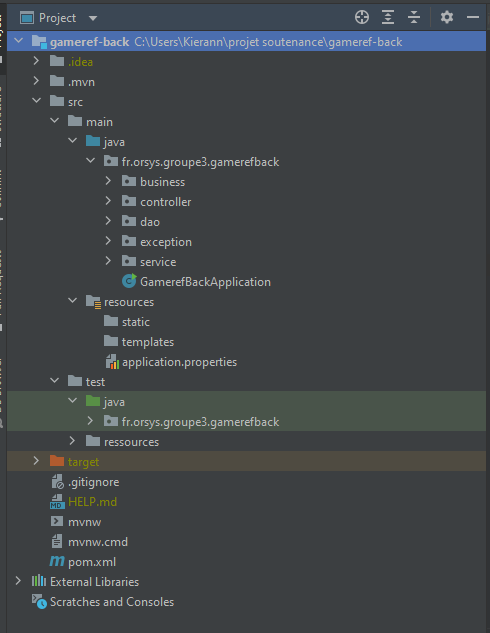 Project
gameref-back C:\Users\Kierann\projet soutenance\gameref-back
.idea
.mvn
src
main
java
fr.orsys.groupe3.gamerefback
business
controller
dao
exception
service
GamerefBackApplication
resources
static
templates
application.properties
test
java
fr.orsys.groupe3.gamerefback
ressources
target
.gitignore
HELP.md
mvnw
mvnw.cmd
pom.xml
External Libraries
Scratches and Consoles